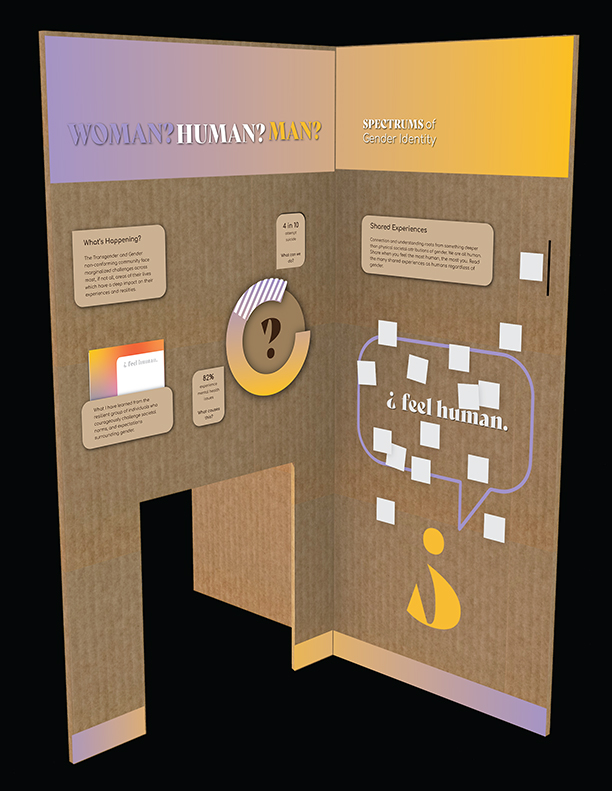 WOMAN? HUMAN? MAN?
SPECTRUMS of
Gender Identity
What's Happening?
The Transgender and Gender
non-conforming community face
marginalized challenges across
most, if not all, areas of their lives
which have a deep impact on their
experiences and realities.
4 in 10
attempt
suicide
What can we
do?
Shared Experiences
Connection and understanding roots from something deeper
than physical societal attributions of gender. We are all human.
Share when you feel the most human, the most you. Read
the many shared experiences as humans regardless of
gender.
¿ feel human.
?
What I have learned from the
resilient group of individuals who
courageously challenge societal
norms, and expectations
surrounding gender.
82%
experience
mental health
issues
What causes
this?
¿ feel human.
¿